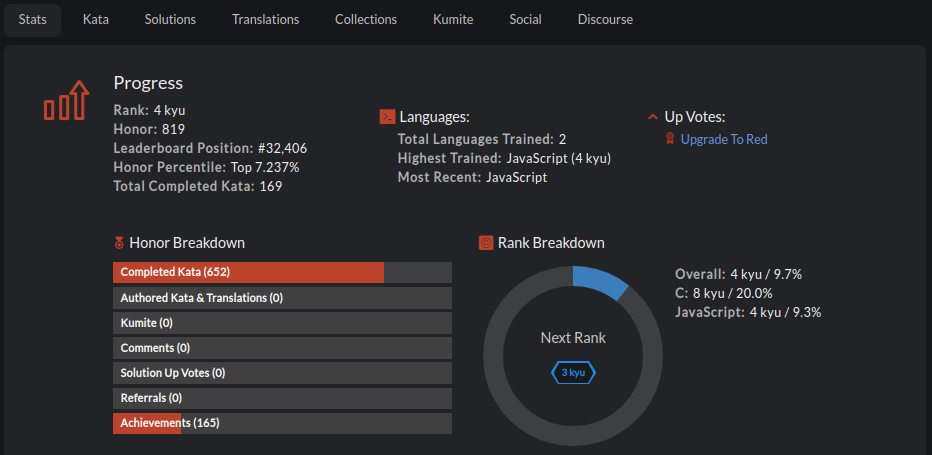 Stats Kata Solutions Translations Collections Kumite Social Discourse
Progress
Rank: 4 kyu
Honor: 819
Leaderboard Position: #32,406
Honor Percentile: Top 7.237%
Total Completed Kata: 169
Languages:
Total Languages Trained: 2
Highest Trained: JavaScript (4 kyu)
Most Recent: JavaScript
Up Votes:
Upgrade To Red
Honor Breakdown
Completed Kata (652)
Authored Kata & Translations (0)
Kumite (0)
Comments (0)
Solution Up Votes (0)
Referrals (0)
Achievements (165)
Rank Breakdown
Next Rank
3 kyu
Overall: 4 kyu / 9.7%
C: 8 kyu / 20.0%
JavaScript: 4 kyu / 9.3%